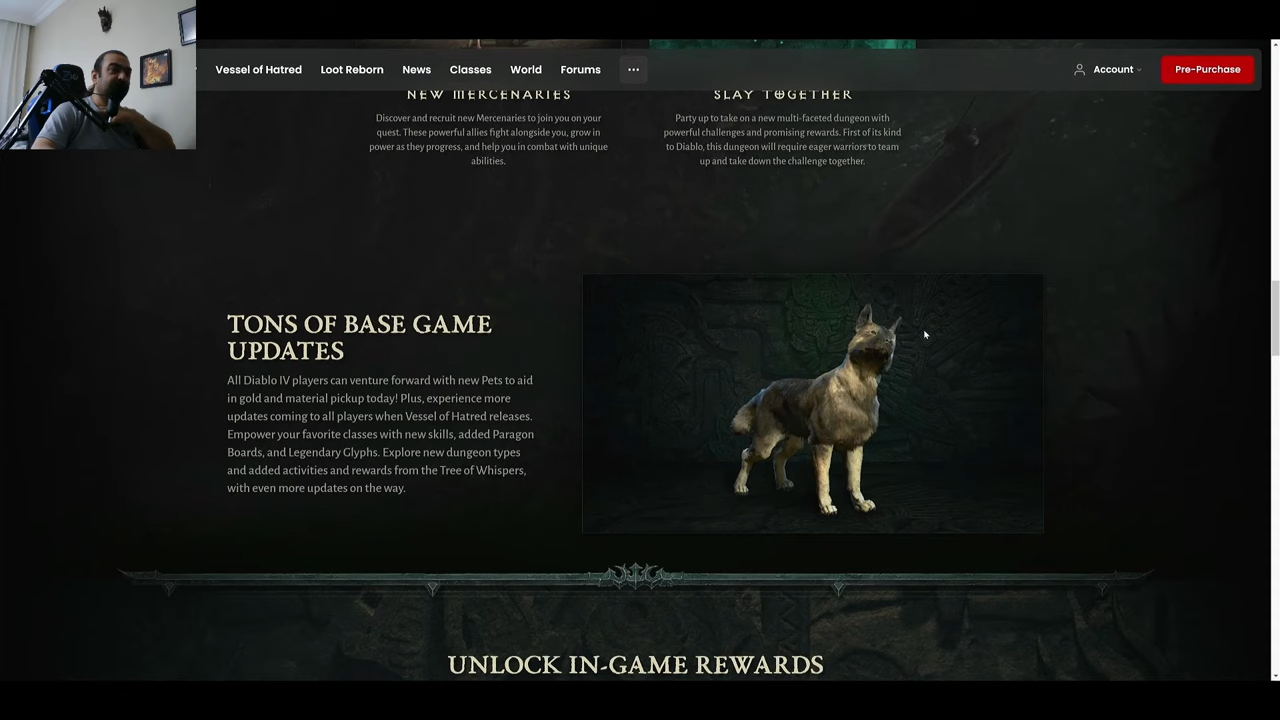 Vessel of Hatred Loot Reborn News Classes World Forums ••• Account Pre-Purchase
NEW MERCENARIES
Discover and recruit new Mercenaries to join you on your
quest. These powerful allies fight alongside you, grow in
power as they progress, and help you in combat with unique
abilities.
SLAY TOGETHER
Party up to take on a new multi-faceted dungeon with
powerful challenges and promising rewards. First of its kind
to Diablo, this dungeon will require eager warriors to team
up and take down the challenge together.
TONS OF BASE GAME
UPDATES
All Diablo IV players can venture forward with new Pets to aid
in gold and material pickup today! Plus, experience more
updates coming to all players when Vessel of Hatred releases.
Empower your favorite classes with new skills, added Paragon
Boards, and Legendary Glyphs. Explore new dungeon types
and added activities and rewards from the Tree of Whispers,
with even more updates on the way.
UNLOCK IN-GAME REWARDS